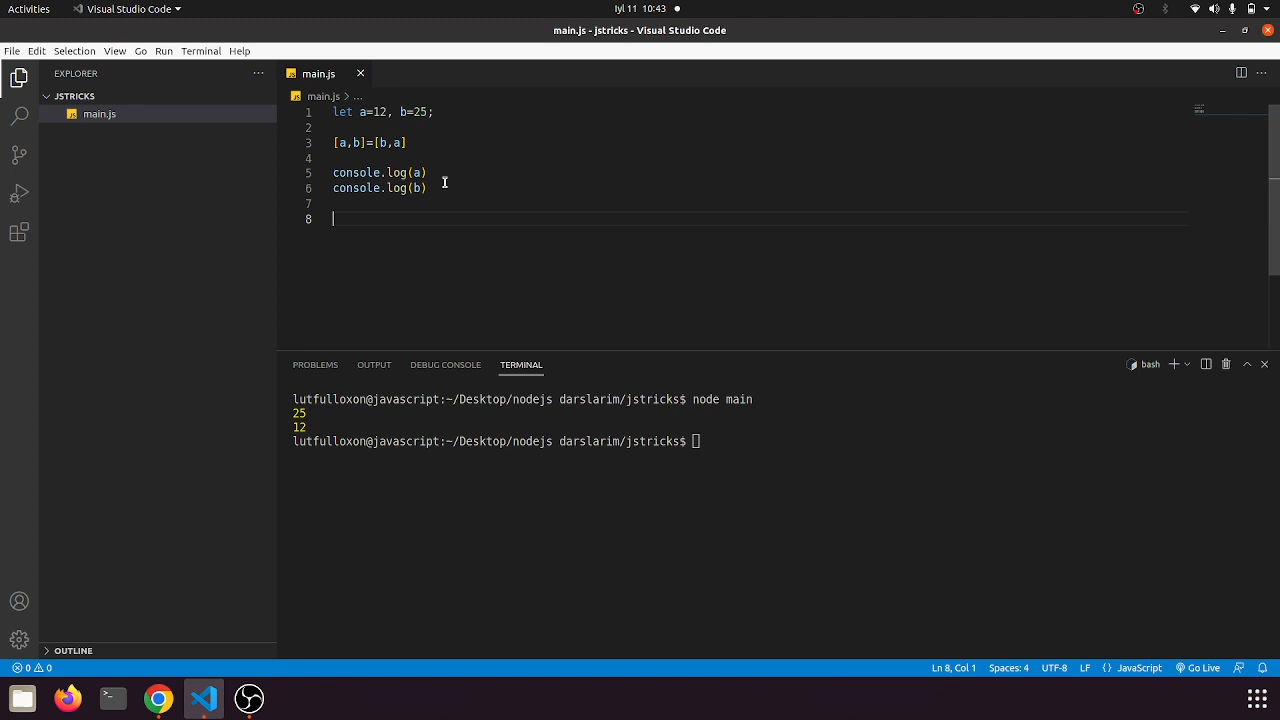 Activities
Visual Studio Code
Iyl 11 10:43
main.js - jstricks - Visual Studio Code
File Edit Selection View Go Run Terminal Help
EXPLORER
JSTRICKS
JS main.js
JS main.js
JS main.js > ...
1 let a=12, b=25;
2
3 [a,b]=[b,a]
4
5 console.log(a)
6 console.log(b)
7
8
PROBLEMS OUTPUT DEBUG CONSOLE TERMINAL
bash
lutfulloxon@javascript:~/Desktop/nodejs darslarim/jstricks$ node main
25
12
lutfulloxon@javascript:~/Desktop/nodejs darslarim/jstricks$
OUTLINE
0 0
Ln 8, Col 1 Spaces: 4 UTF-8 LF {} JavaScript Go Live